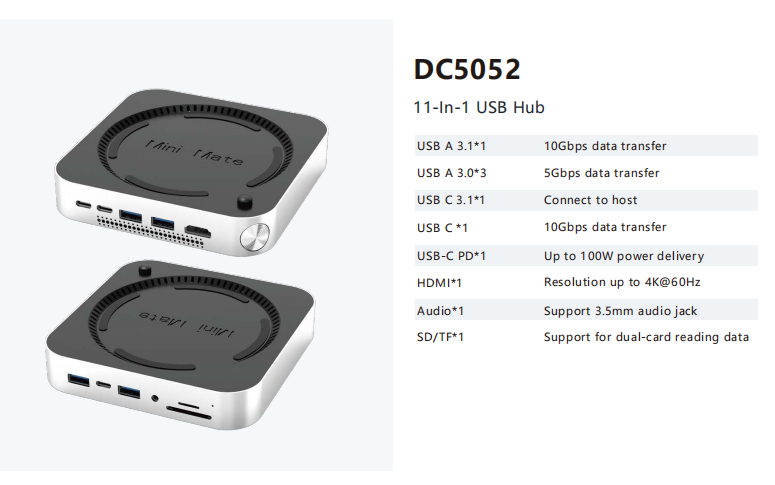 DC5052
11-In-1 USB Hub
USB A 3.1*1 10Gbps data transfer
USB A 3.0*3 5Gbps data transfer
USB C 3.1*1 Connect to host
USB C *1 10Gbps data transfer
USB-C PD*1 Up to 100W power delivery
HDMI*1 Resolution up to 4K@60Hz
Audio*1 Support 3.5mm audio jack
SD/TF*1 Support for dual-card reading data
Mini Mate
Mini Mate